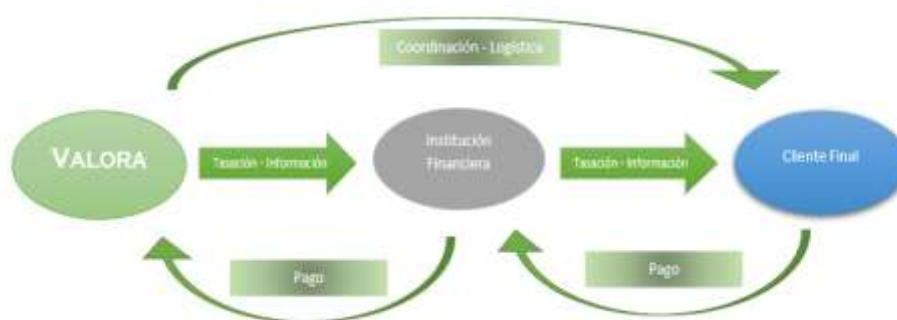 Coordinación - Logística
VALORA
Tasación - Información
Institución
Financiera
Tasación - Información
Cliente Final
Pago
Pago